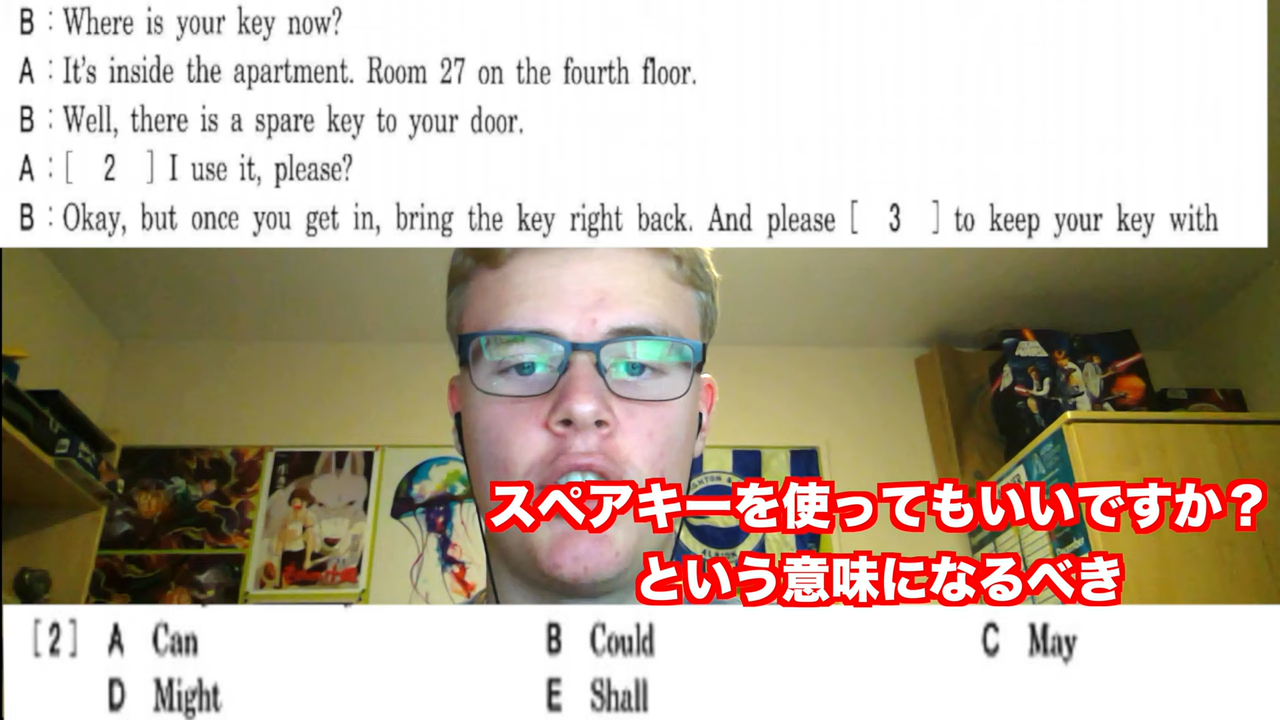 B : Where is your key now?
A : It's inside the apartment. Room 27 on the fourth floor.
B : Well, there is a spare key to your door.
A : [ 2 ] I use it, please?
B : Okay, but once you get in, bring the key right back. And please [ 3 ] to keep your key with
STAR WARS
ALBION
スペアキーを使ってもいいですか?
という意味になるべき
[2] A Can B Could C May
D Might E Shall